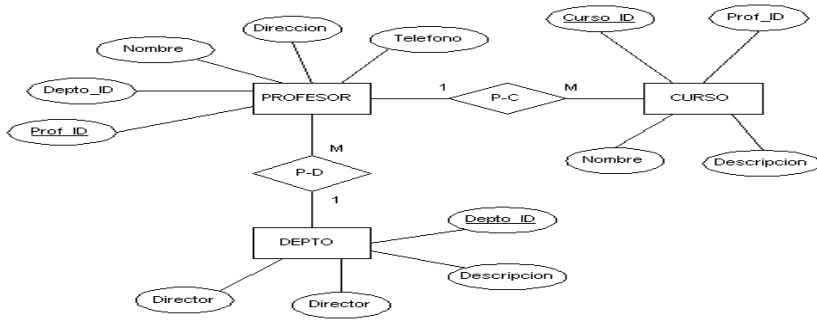 Direccion
Curso_ID
Prof_ID
Nombre
Telefono
Depto_ID
PROFESOR
1
P-C
M
CURSO
Prof_ID
M
Nombre
Descripcion
P-D
1
Depto_ID
DEPTO
Descripcion
Director
Director